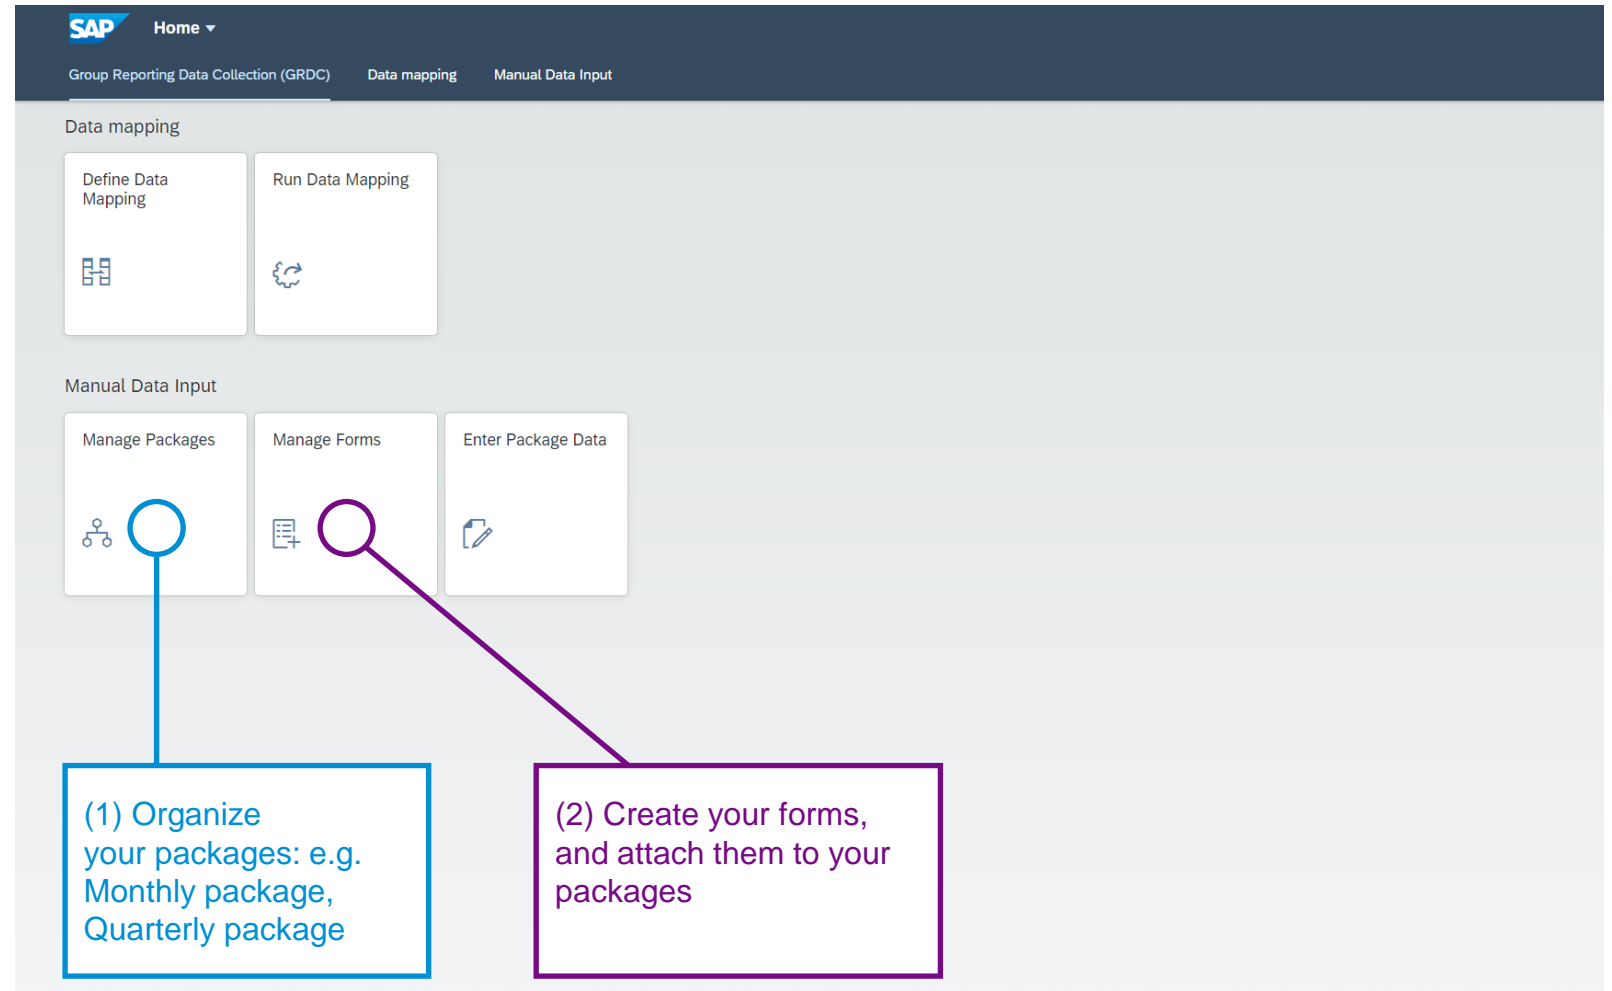 SAP Home
Group Reporting Data Collection (GRDC) Data mapping Manual Data Input
Data mapping
Define Data
Mapping
Run Data Mapping
Manual Data Input
Manage Packages
Manage Forms
Enter Package Data
(1) Organize
your packages: e.g.
Monthly package,
Quarterly package
(2) Create your forms,
and attach them to your
packages